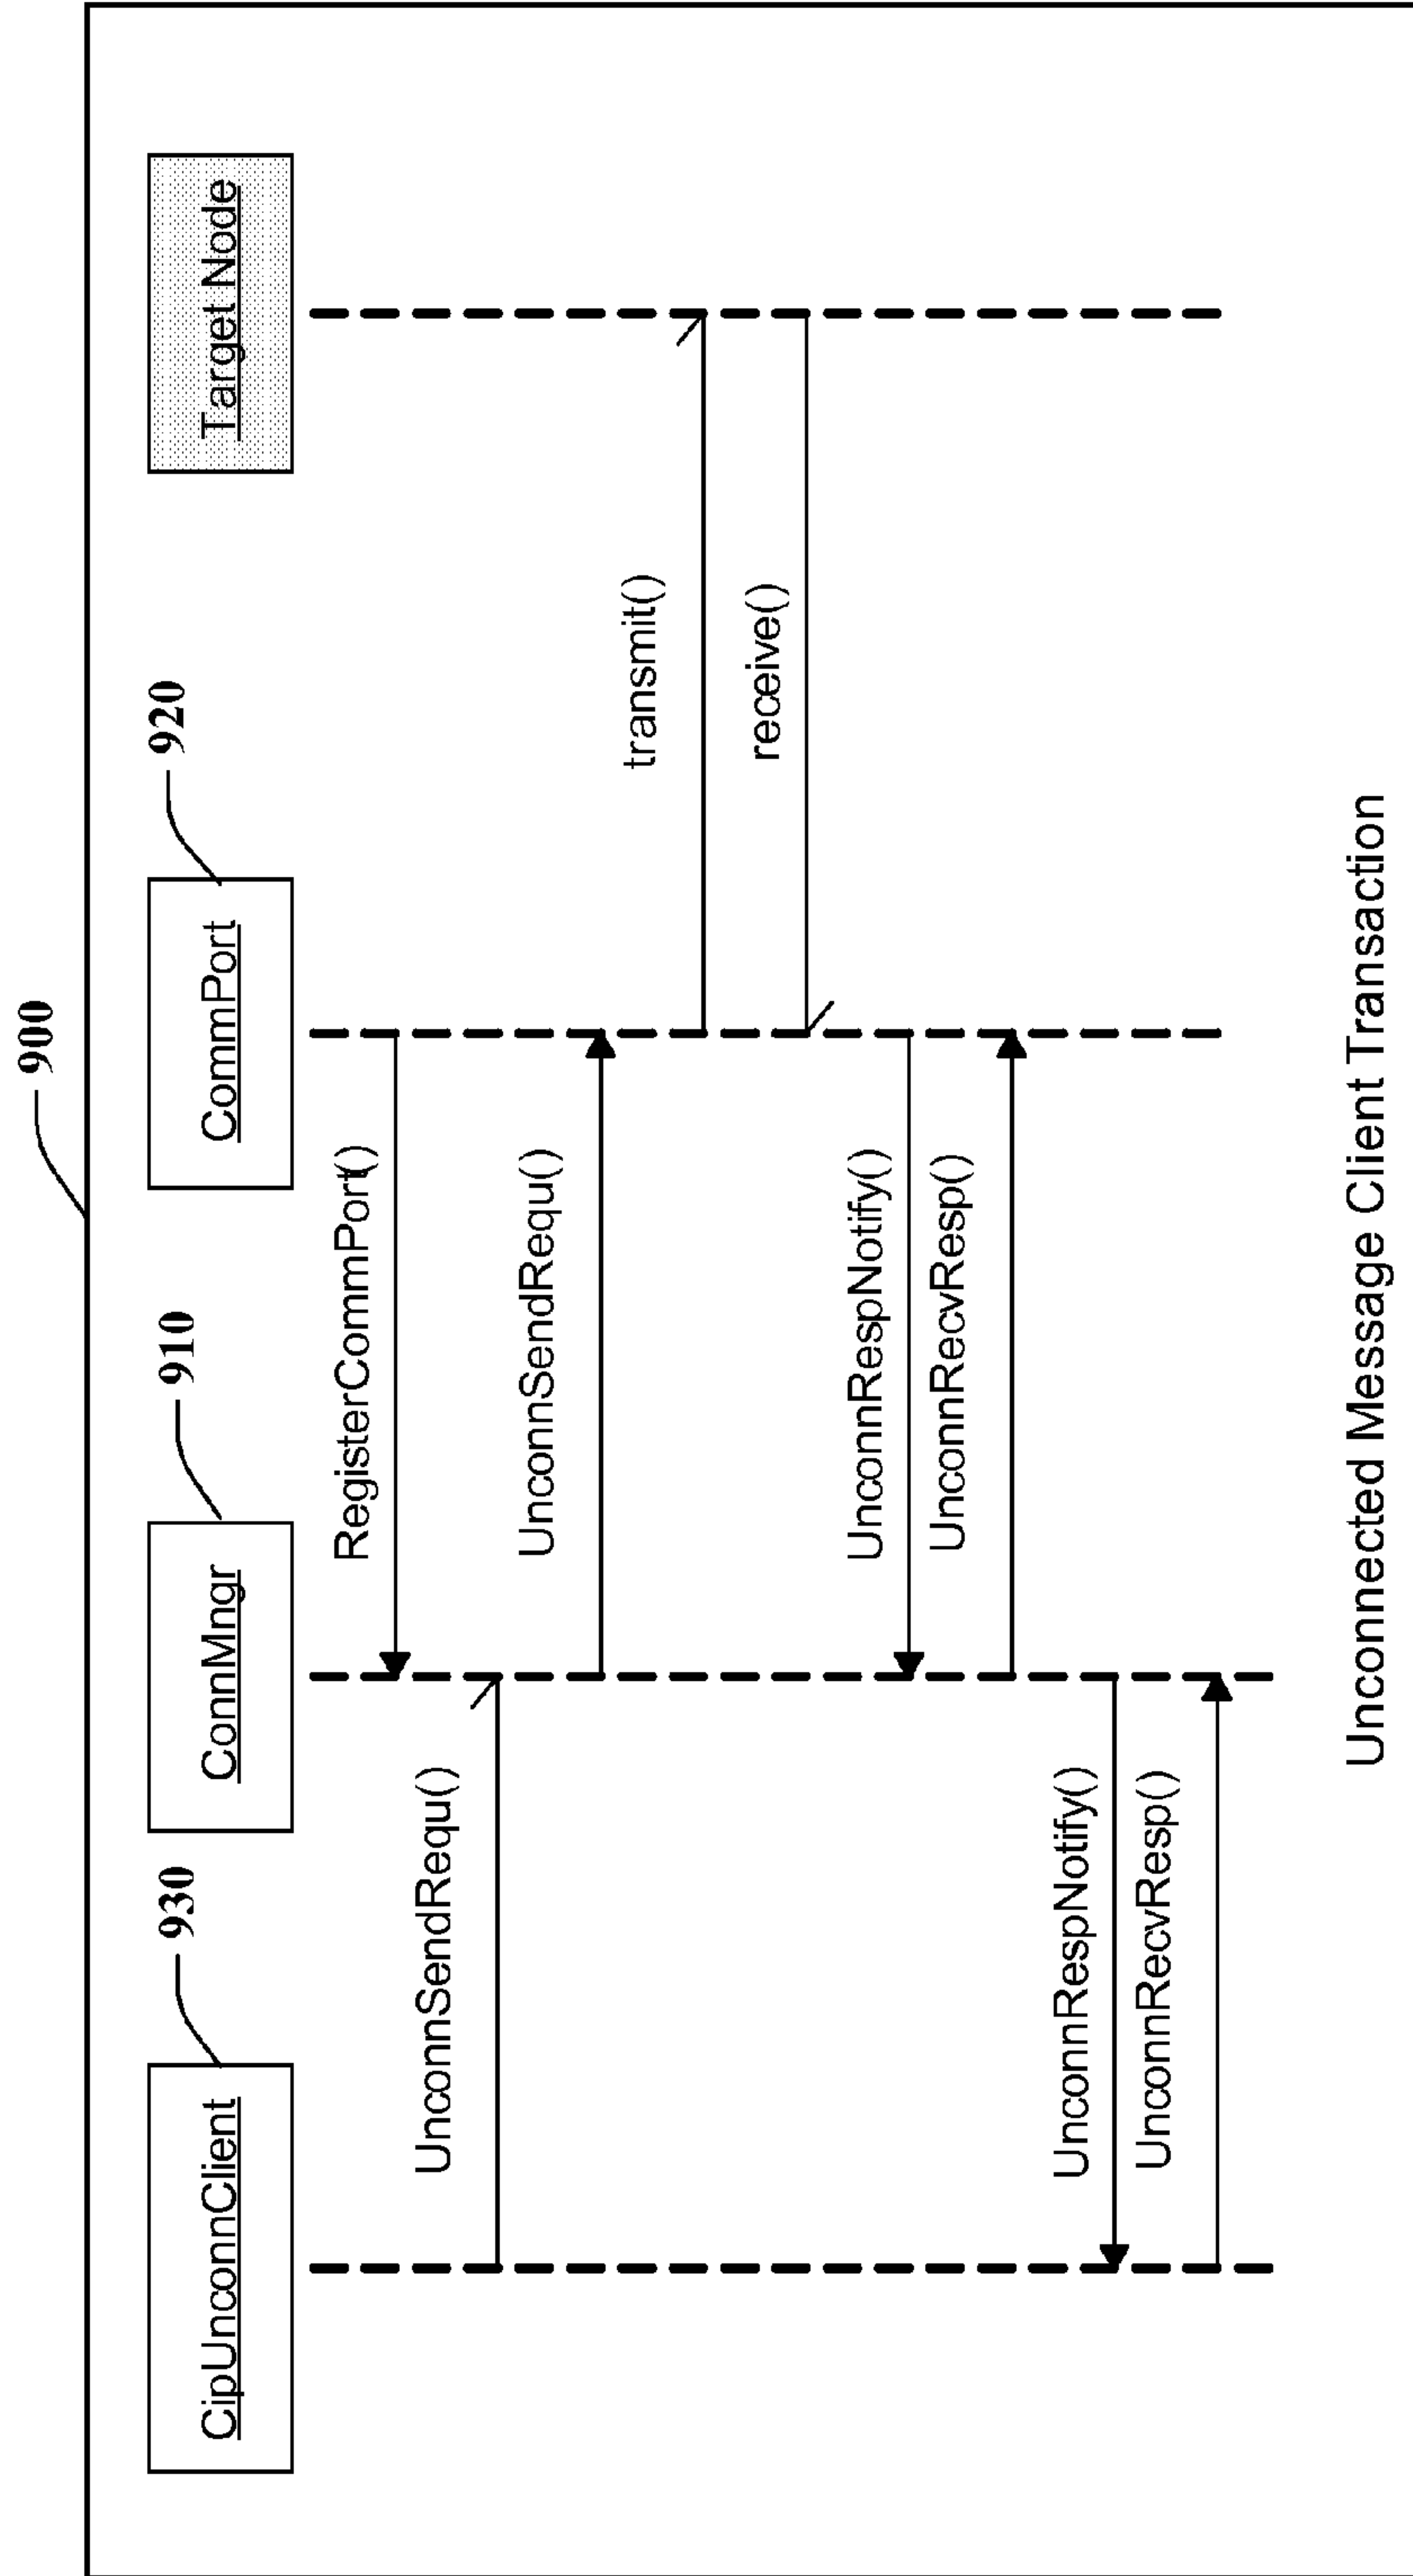 900
930
910
920
CipUnconnClient
ConnMngr
CommPort
Target Node
RegisterCommPort()
UnconnSendRequ()
UnconnSendRequ()
transmit()
receive()
UnconnRespNotify()
UnconnRecvResp()
UnconnRespNotify()
UnconnRecvResp()
Unconnected Message Client Transaction